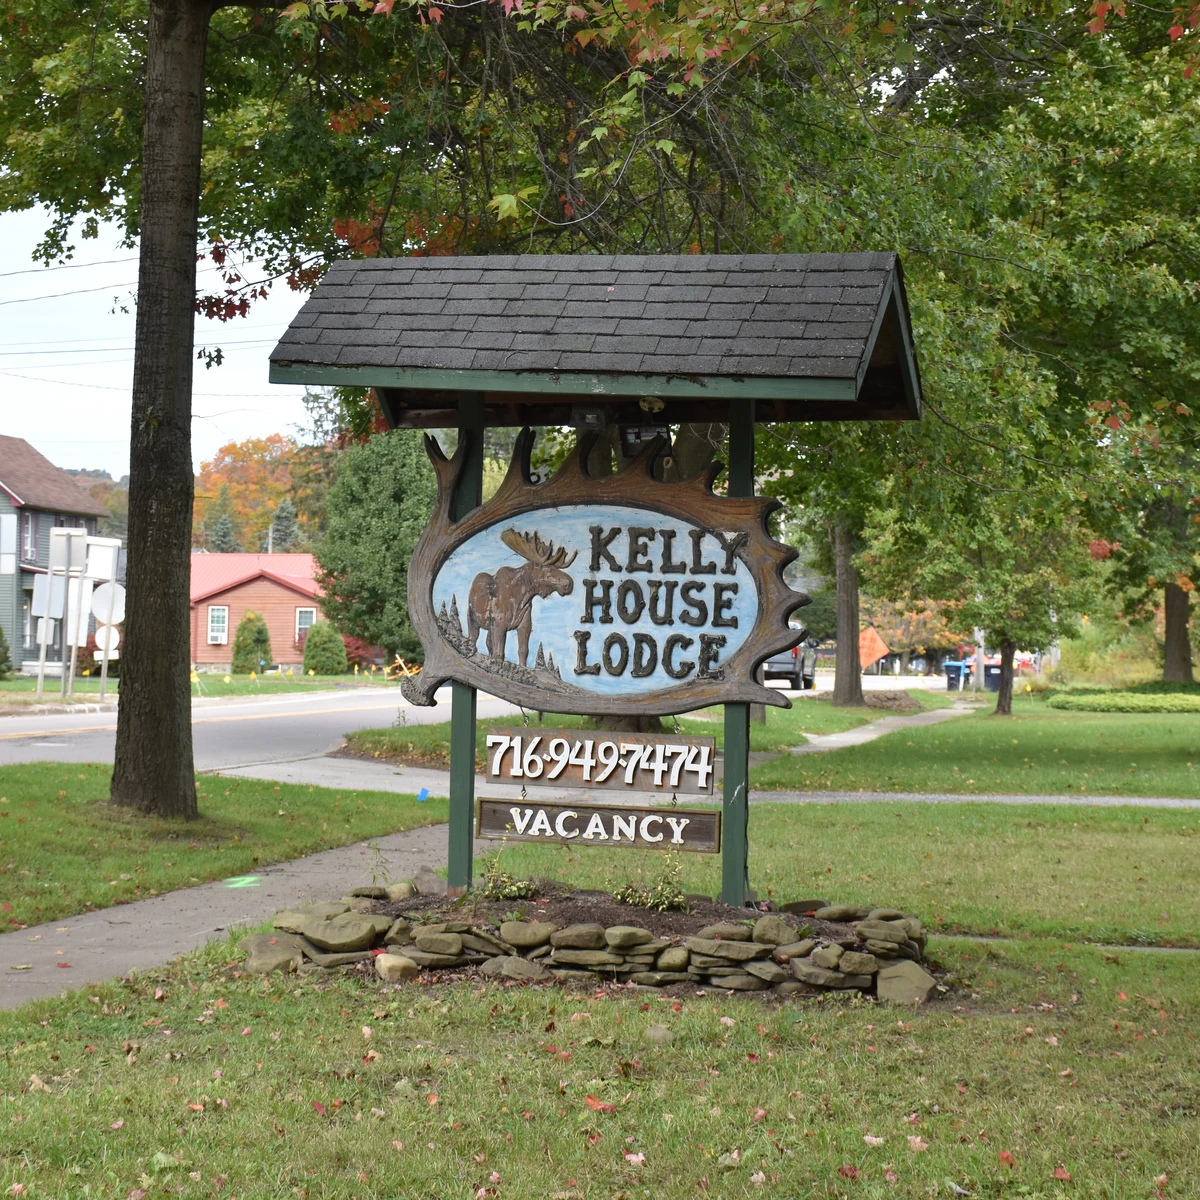 KELLY
HOUSE
LODGE
716-949-7474
VACANCY